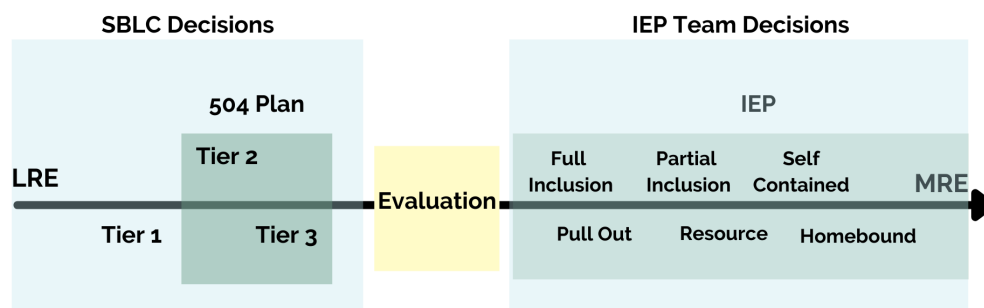 SBLC Decisions
IEP Team Decisions
504 Plan
IEP
Tier 2
Full
Inclusion
Partial
Inclusion
Self
Contained
LRE
MRE
Evaluation
Tier 1
Tier 3
Pull Out
Resource
Homebound